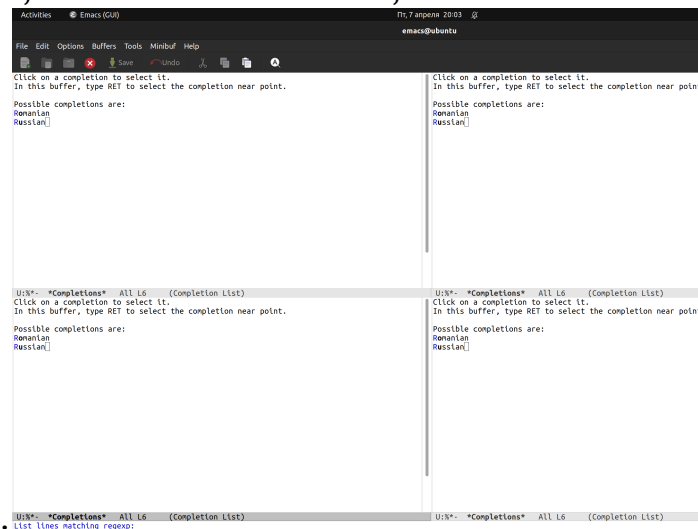 Activities Emacs (GUI) Пт, 7 апреля 20:03
emacs@ubuntu
File Edit Options Buffers Tools Minibuf Help
Save Undo
Click on a completion to select it.
In this buffer, type RET to select the completion near point.
Possible completions are:
Romanian
Russian
U:%*- *Completions* All L6 (Completion List)
Click on a completion to select it.
In this buffer, type RET to select the completion near poin
Possible completions are:
Romanian
Russian
U:%*- *Completions* All L6 (Completion List)
Click on a completion to select it.
In this buffer, type RET to select the completion near point.
Possible completions are:
Romanian
Russian
U:%*- *Completions* All L6 (Completion List)
Click on a completion to select it.
In this buffer, type RET to select the completion near poin
Possible completions are:
Romanian
Russian
U:%*- *Completions* All L6 (Completion List)
List lines matching regexp: